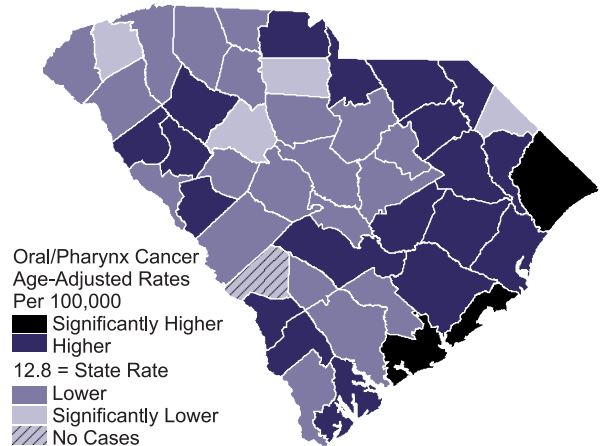 Oral/Pharynx Cancer
Age-Adjusted Rates
Per 100,000
Significantly Higher
Higher
12.8 = State Rate
Lower
Significantly Lower
No Cases